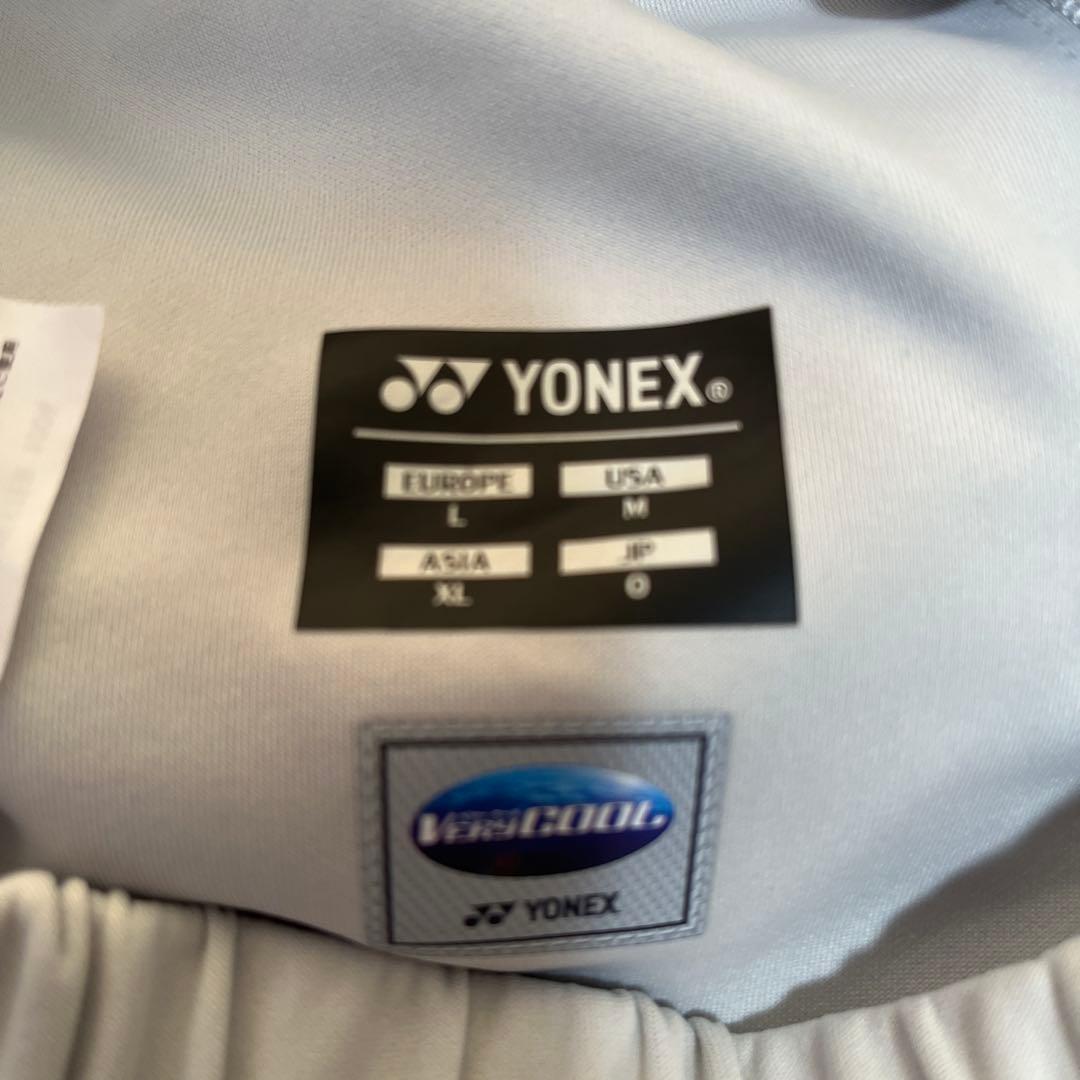 YONEX®
EUROPE USA
L M
ASIA JP
XL O
VERYCOOL
YONEX